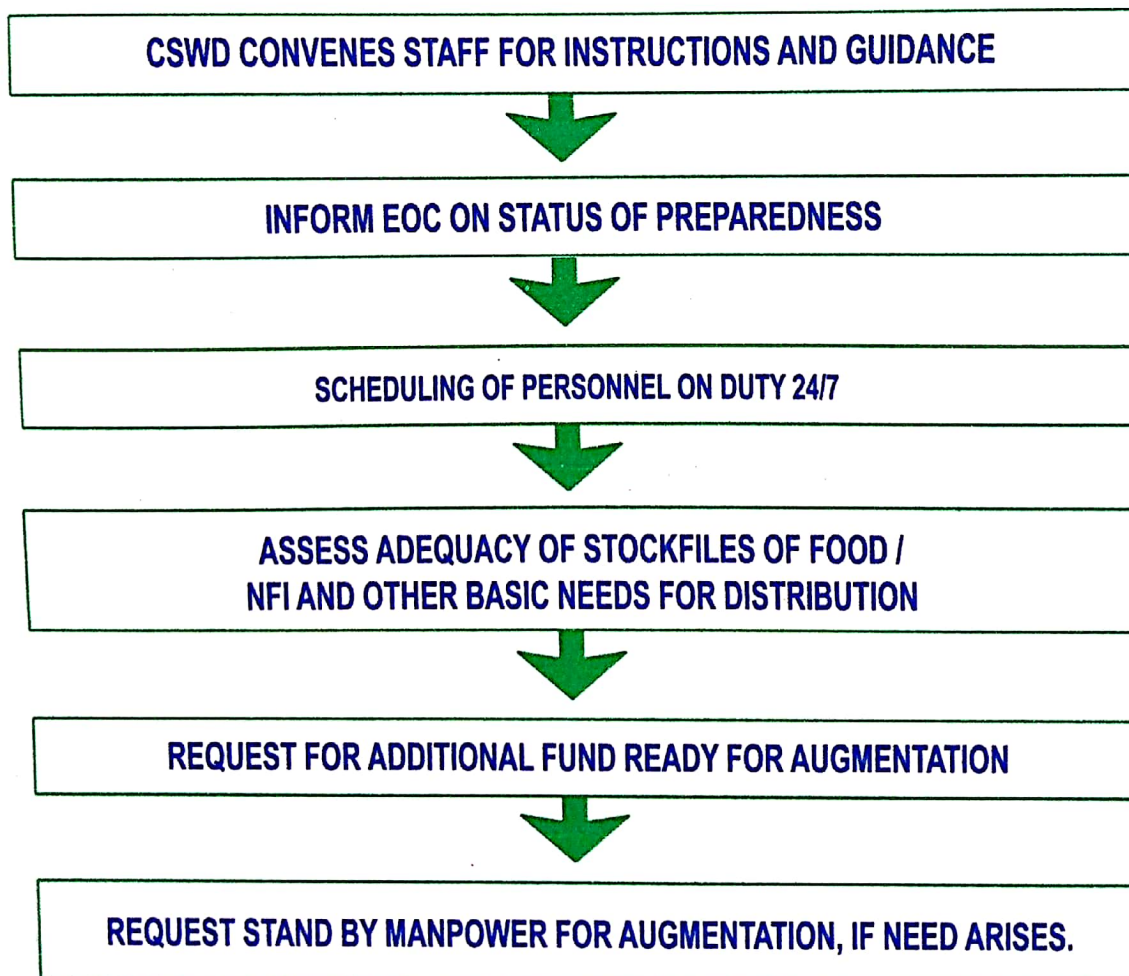 CSWD CONVENES STAFF FOR INSTRUCTIONS AND GUIDANCE
INFORM EOC ON STATUS OF PREPAREDNESS
SCHEDULING OF PERSONNEL ON DUTY 24/7
ASSESS ADEQUACY OF STOCKFILES OF FOOD /
NFI AND OTHER BASIC NEEDS FOR DISTRIBUTION
REQUEST FOR ADDITIONAL FUND READY FOR AUGMENTATION
REQUEST STAND BY MANPOWER FOR AUGMENTATION, IF NEED ARISES.